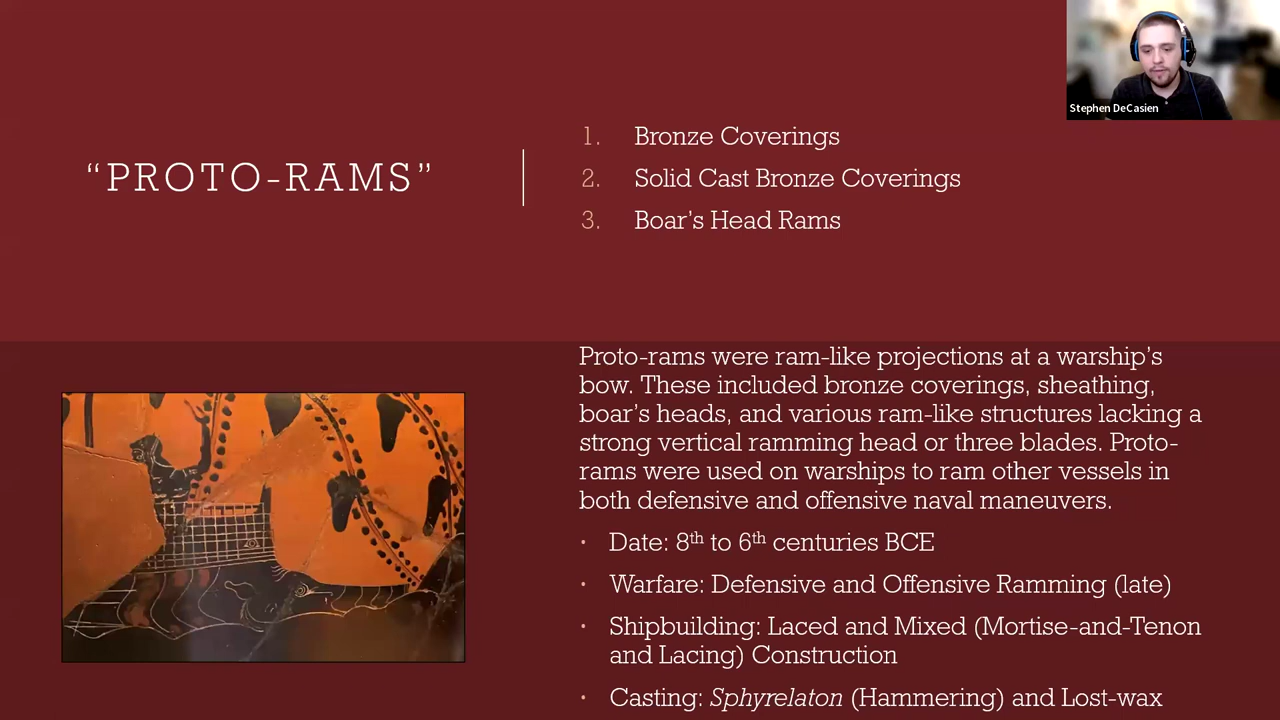 Stephen DeCasien
“PROTO-RAMS”
1. Bronze Coverings
2. Solid Cast Bronze Coverings
3. Boar’s Head Rams
Proto-rams were ram-like projections at a warship’s
bow. These included bronze coverings, sheathing,
boar’s heads, and various ram-like structures lacking a
strong vertical ramming head or three blades. Proto-
rams were used on warships to ram other vessels in
both defensive and offensive naval maneuvers.
· Date: 8th to 6th centuries BCE
· Warfare: Defensive and Offensive Ramming (late)
· Shipbuilding: Laced and Mixed (Mortise-and-Tenon
and Lacing) Construction
· Casting: Sphyrelaton (Hammering) and Lost-wax